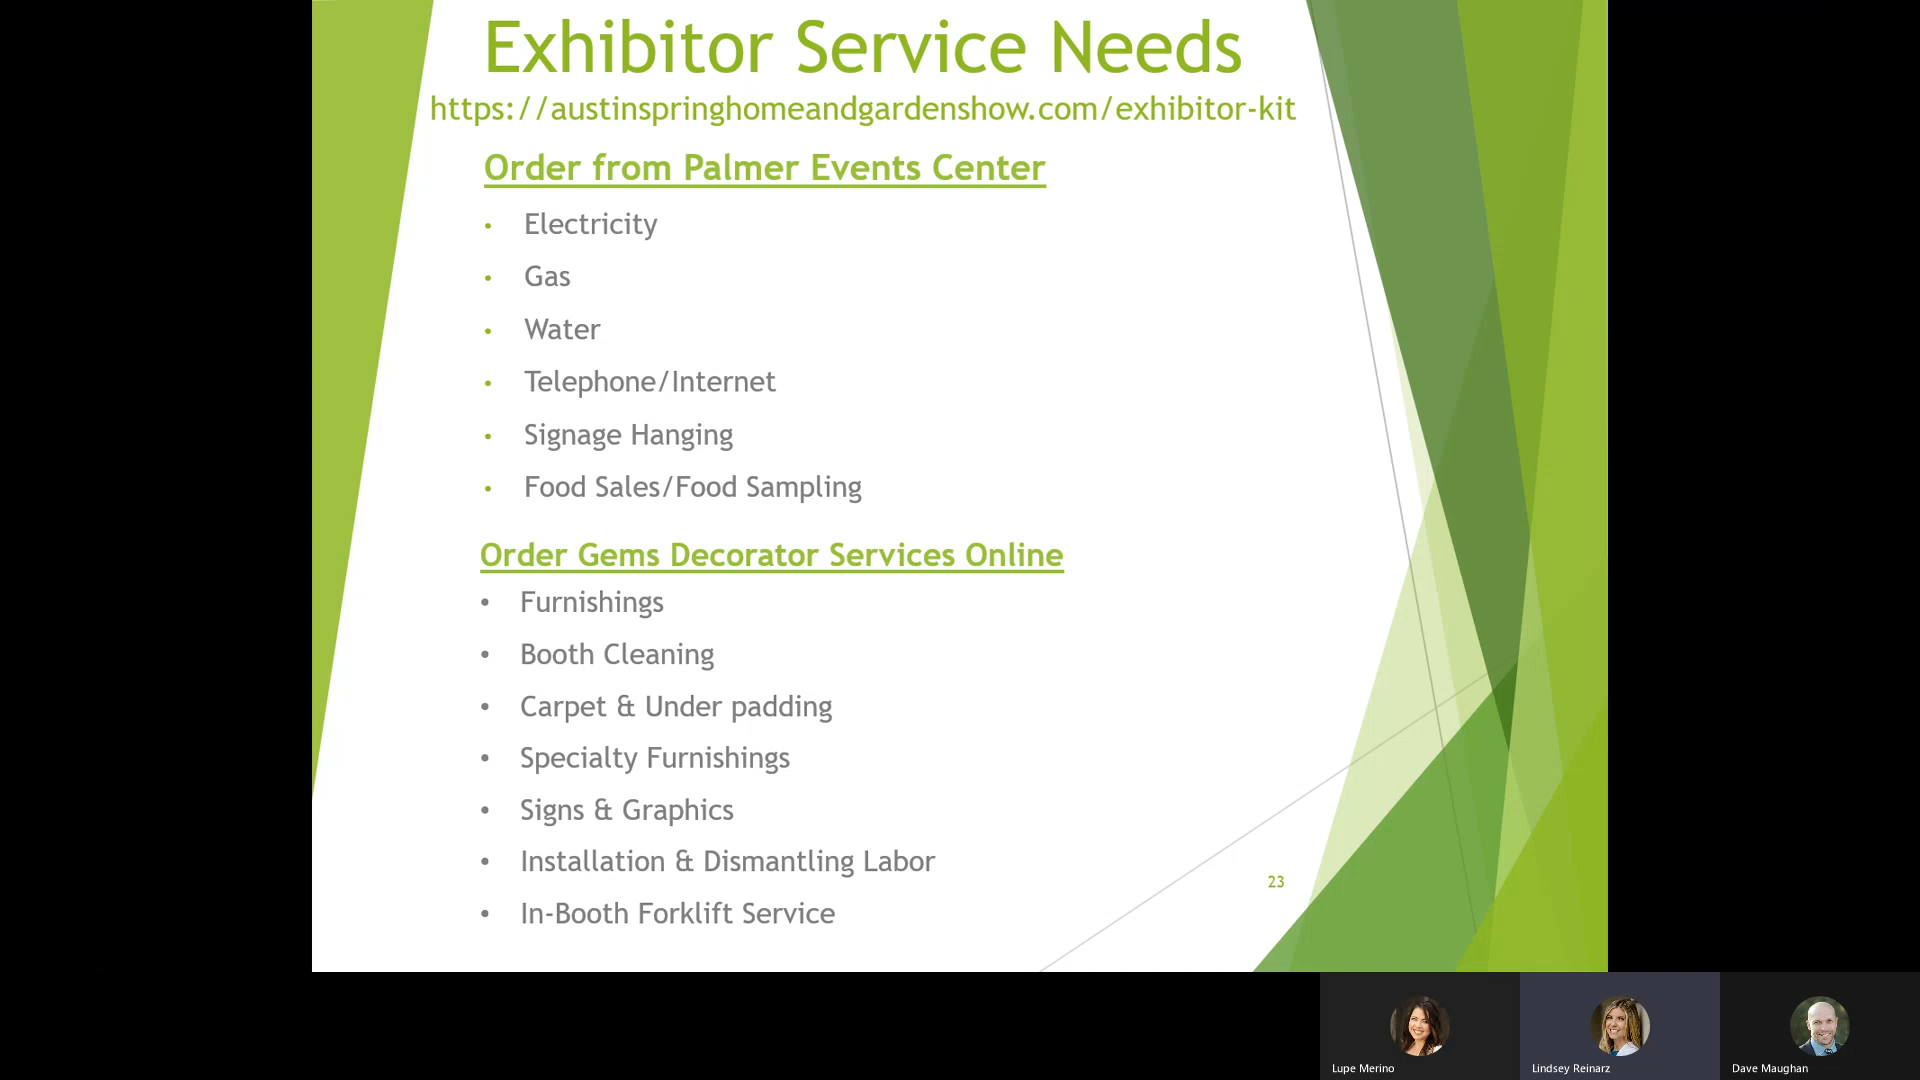 Exhibitor Service Needs
https://austinspringhomeandgardenshow.com/exhibitor-kit
Order from Palmer Events Center
• Electricity
• Gas
• Water
• Telephone/Internet
• Signage Hanging
• Food Sales/Food Sampling
Order Gems Decorator Services Online
• Furnishings
• Booth Cleaning
• Carpet & Under padding
• Specialty Furnishings
• Signs & Graphics
• Installation & Dismantling Labor
• In-Booth Forklift Service
23
Lupe Merino
Lindsey Reinarz
Dave Maughan